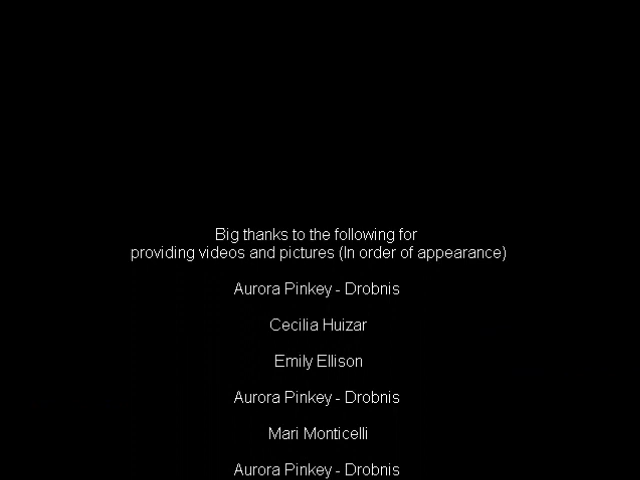 Big thanks to the following for
providing videos and pictures (In order of appearance)
Aurora Pinkey - Drobnis
Cecilia Huizar
Emily Ellison
Aurora Pinkey - Drobnis
Mari Monticelli
Aurora Pinkey - Drobnis